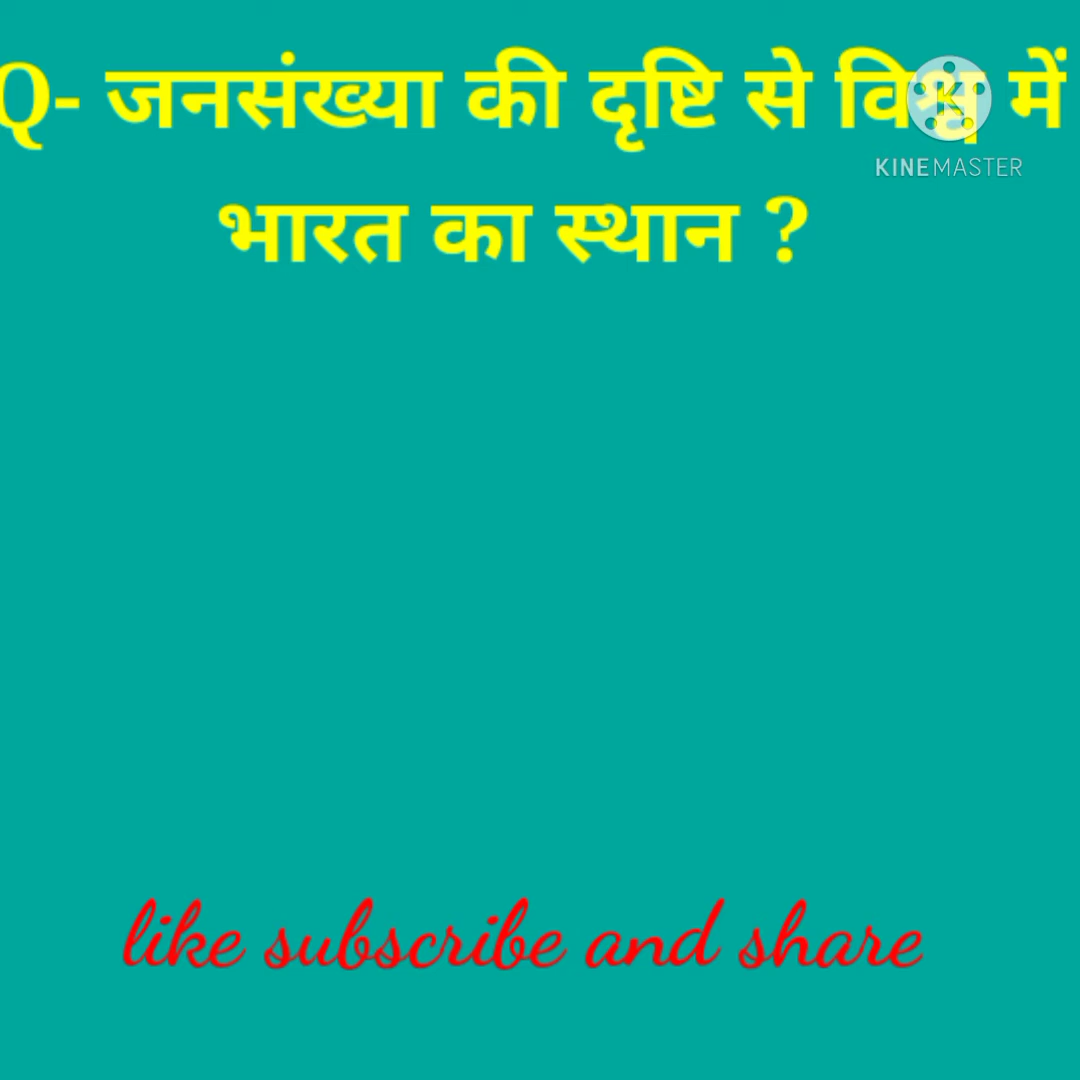 Q- जनसंख्या की दृष्टि से विश्व में
KINEMASTER
भारत का स्थान ?
like subscribe and share